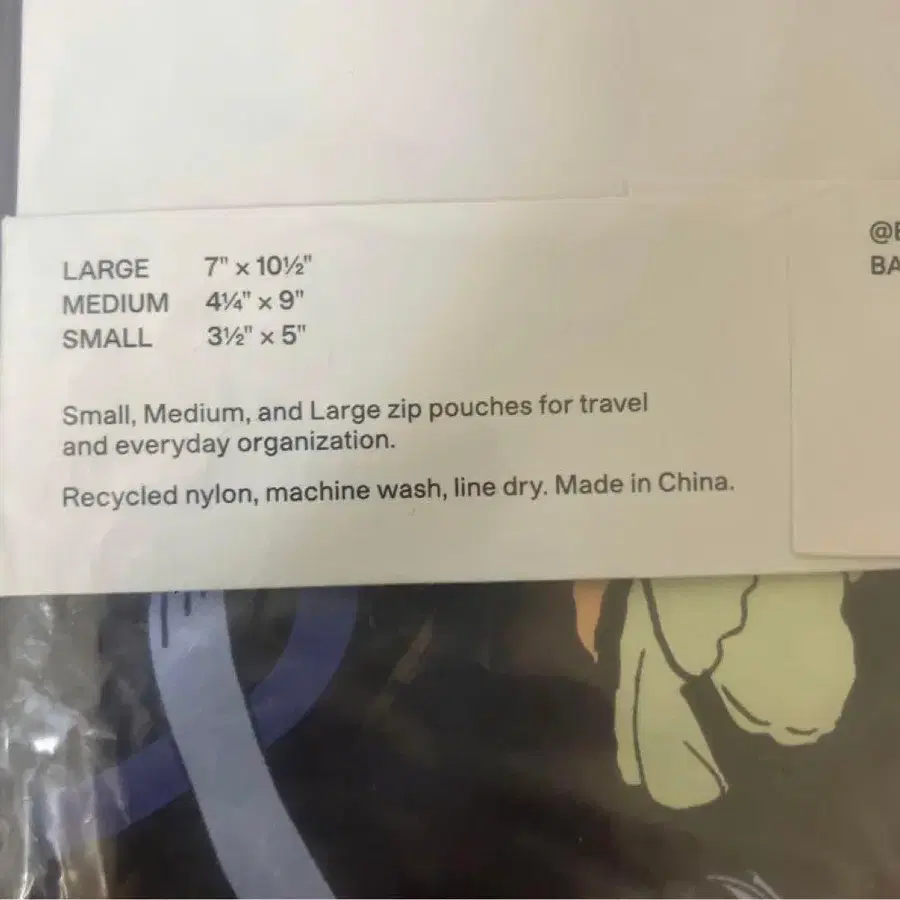 LARGE 7" x 10½"
MEDIUM 4¼" x 9"
SMALL 3½" x 5"
Small, Medium, and Large zip pouches for travel
and everyday organization.
Recycled nylon, machine wash, line dry. Made in China.